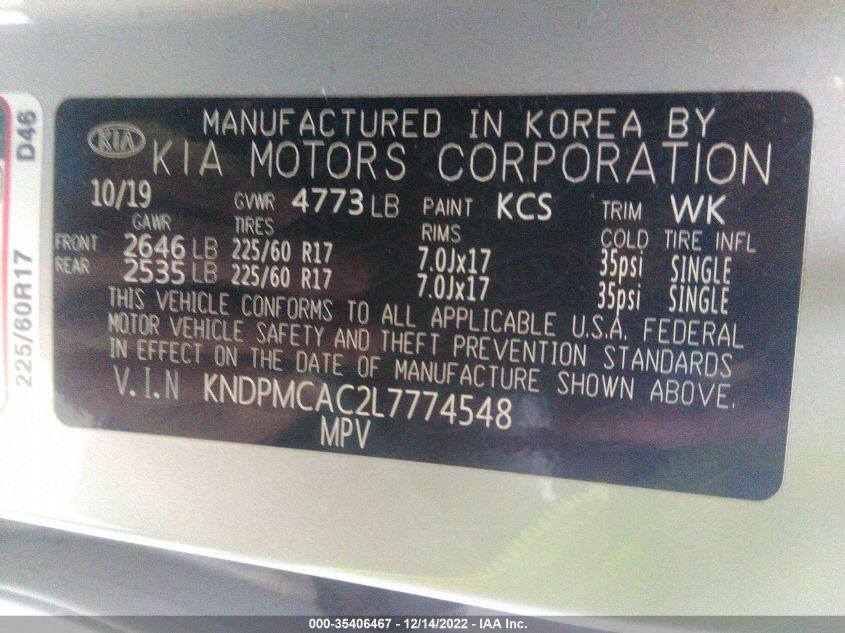 MANUFACTURED IN KOREA BY
KIA
KIA MOTORS CORPORATION
10/19 GVWR 4773 LB PAINT KCS TRIM WK
GAWR TIRES RIMS COLD TIRE INFL
FRONT 2646 LB 225/60 R17 7.0Jx17 35psi SINGLE
REAR 2535 LB 225/60 R17 7.0Jx17 35psi SINGLE
THIS VEHICLE CONFORMS TO ALL APPLICABLE U.S.A. FEDERAL
MOTOR VEHICLE SAFETY AND THEFT PREVENTION STANDARDS
IN EFFECT ON THE DATE OF MANUFACTURE SHOWN ABOVE.
V.I.N KNDPMCAC2L7774548
MPV
225/60R17 D46
000-35406467 - 12/14/2022 - IAA Inc.